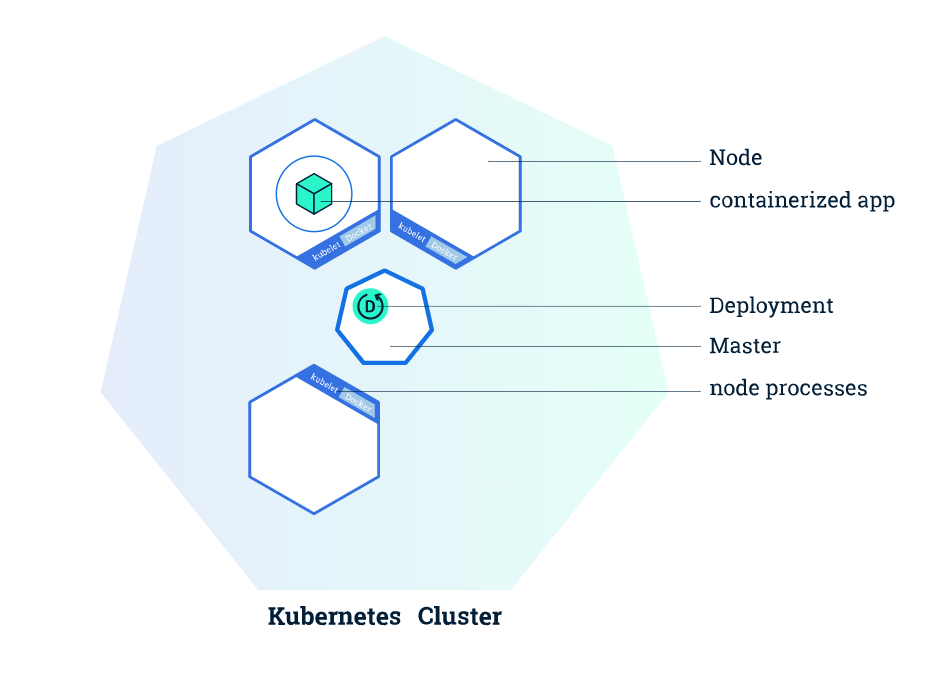 Node
containerized app
kubelet Docker
kubelet Docker
D
Deployment
Master
kubelet Docker
node processes
Kubernetes Cluster